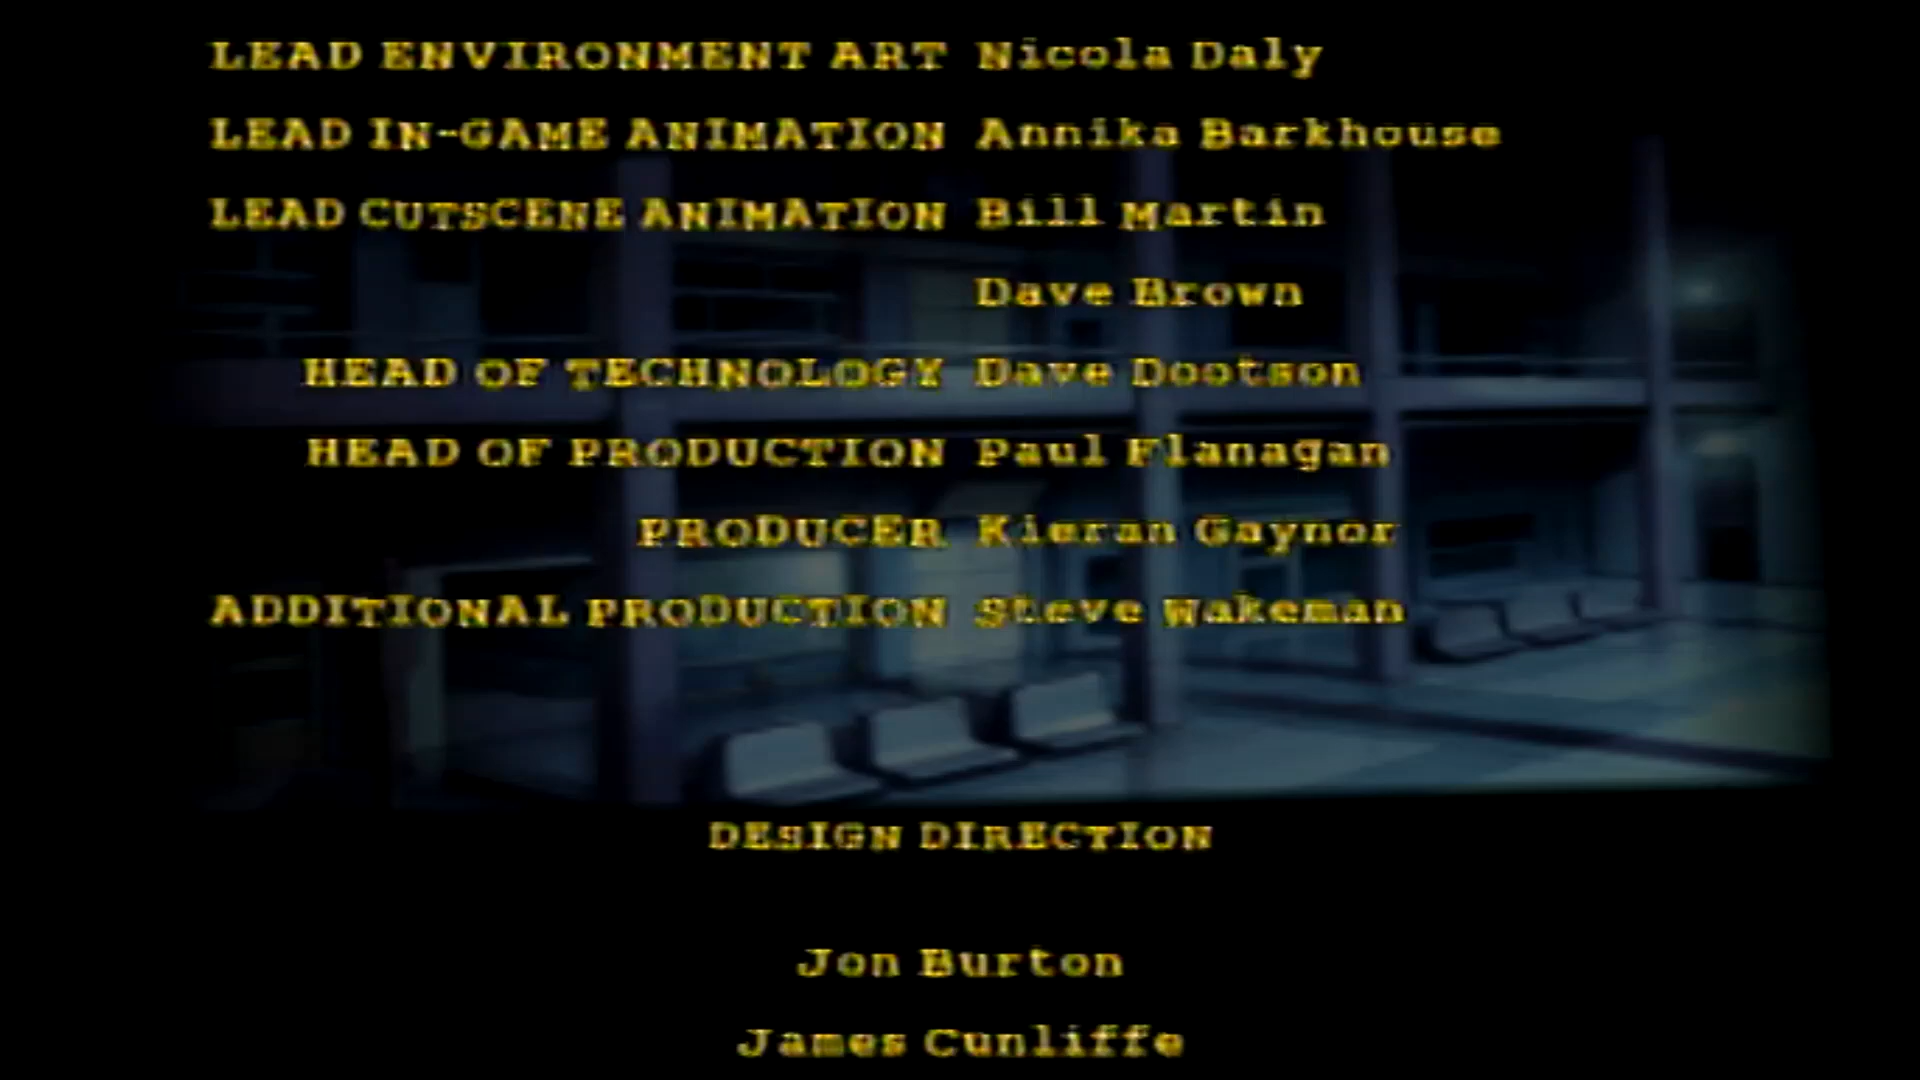 LEAD ENVIRONMENT ART Nicola Daly
LEAD IN-GAME ANIMATION Annika Barkhouse
LEAD CUTSCENE ANIMATION Bill Martin
Dave Brown
HEAD OF TECHNOLOGY Dave Dootson
HEAD OF PRODUCTION Paul Flanagan
PRODUCER Kieran Gaynor
ADDITIONAL PRODUCTION Steve Wakeman
DESIGN DIRECTION
Jon Burton
James Cunliffe